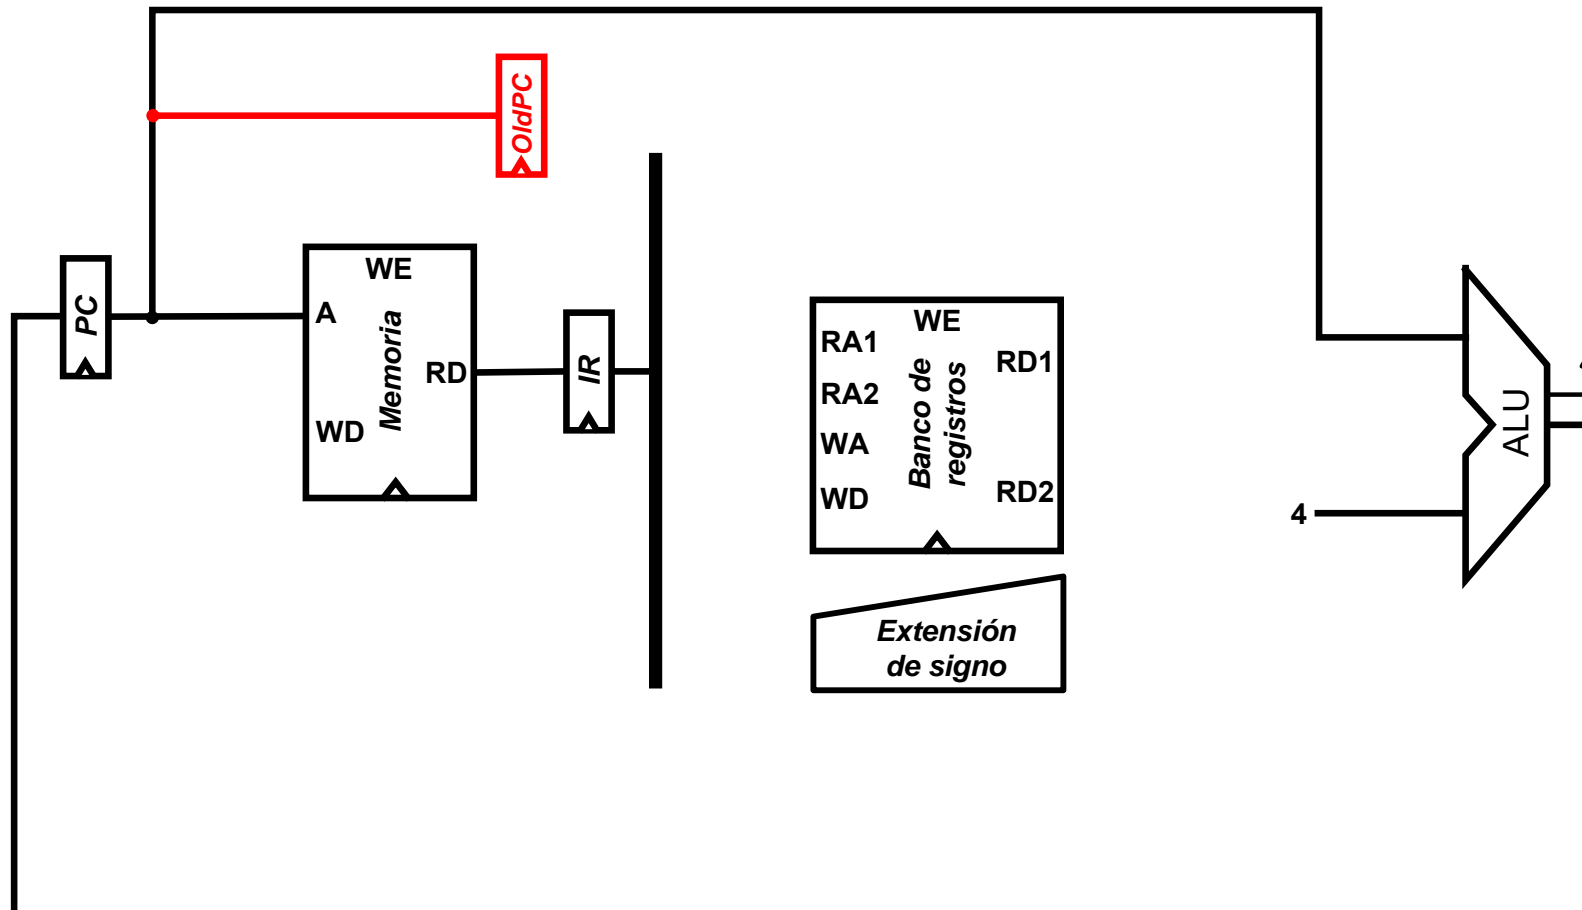 OldPC
PC
WE
A
Memoria
RD
WD
IR
WE
RA1
RA2
WA
WD
Banco de
registros
RD1
RD2
Extensión
de signo
4
ALU